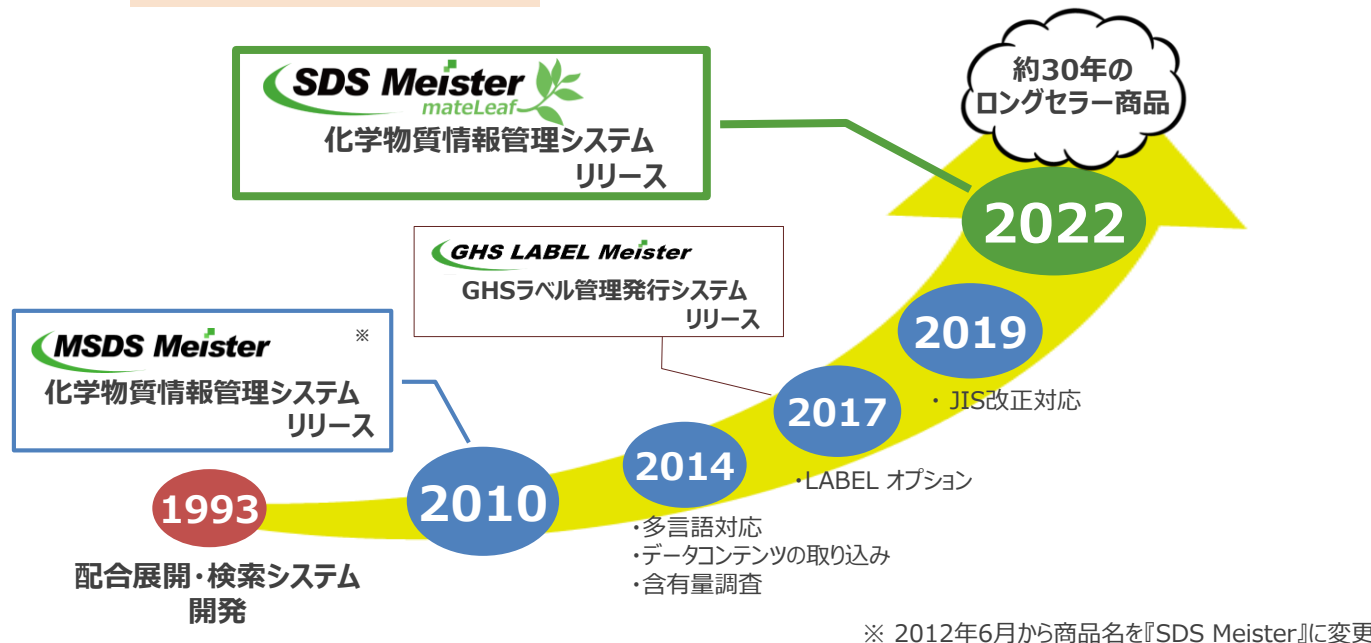 約30年の
ロングセラー商品
SDS Meister
mateLeaf
化学物質情報管理システム
リリース
2022
GHS LABEL Meister
GHSラベル管理発行システム
リリース
2019
・JIS改正対応
MSDS Meister ※
化学物質情報管理システム
リリース
2017
・LABEL オプション
2014
・多言語対応
・データコンテンツの取り込み
・含有量調査
2010
1993
配合展開・検索システム
開発
※ 2012年6月から商品名を『SDS Meister』に変更